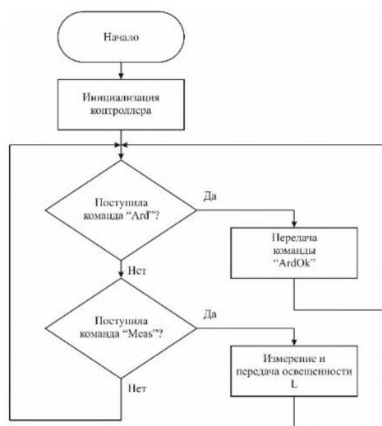 Начало
Инициализация
контроллера
Поступила
команда "Ard"?
Да
Передача
команды
"ArdOk"
Нет
Поступила
команда "Meas"?
Да
Измерение и
передача освещенности
L
Нет